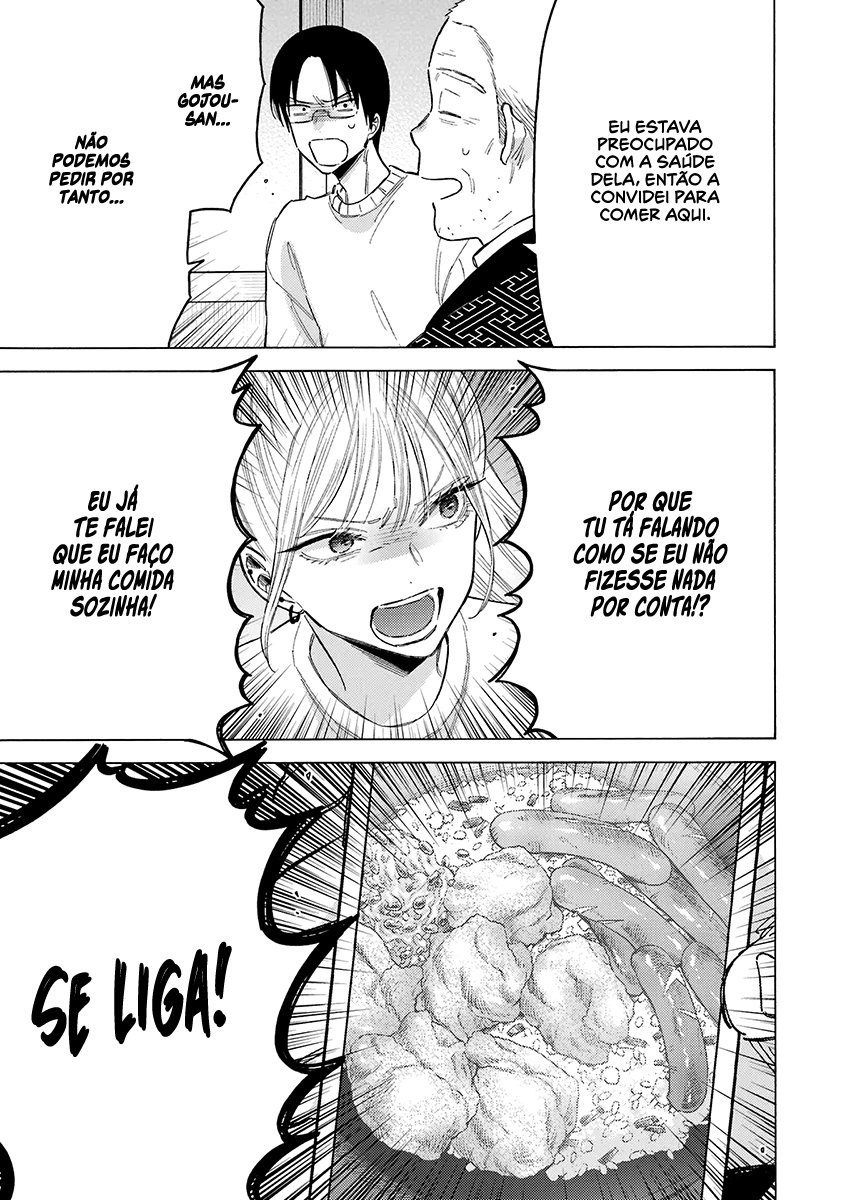 EU ESTAVA
PREOCUPADO
COM A SAÚDE
DELA, ENTÃO A
CONVIDEI PARA
COMER AQUI.
MAS
GOJOU-
SAN...
NÃO
PODEMOS
PEDIR POR
TANTO...
POR QUE
TU TÁ FALANDO
COMO SE EU NÃO
FIZESSE NADA
POR CONTA!?
EU JÁ
TE FALEI
QUE EU FAÇO
MINHA COMIDA
SOZINHA!
SE LIGA!